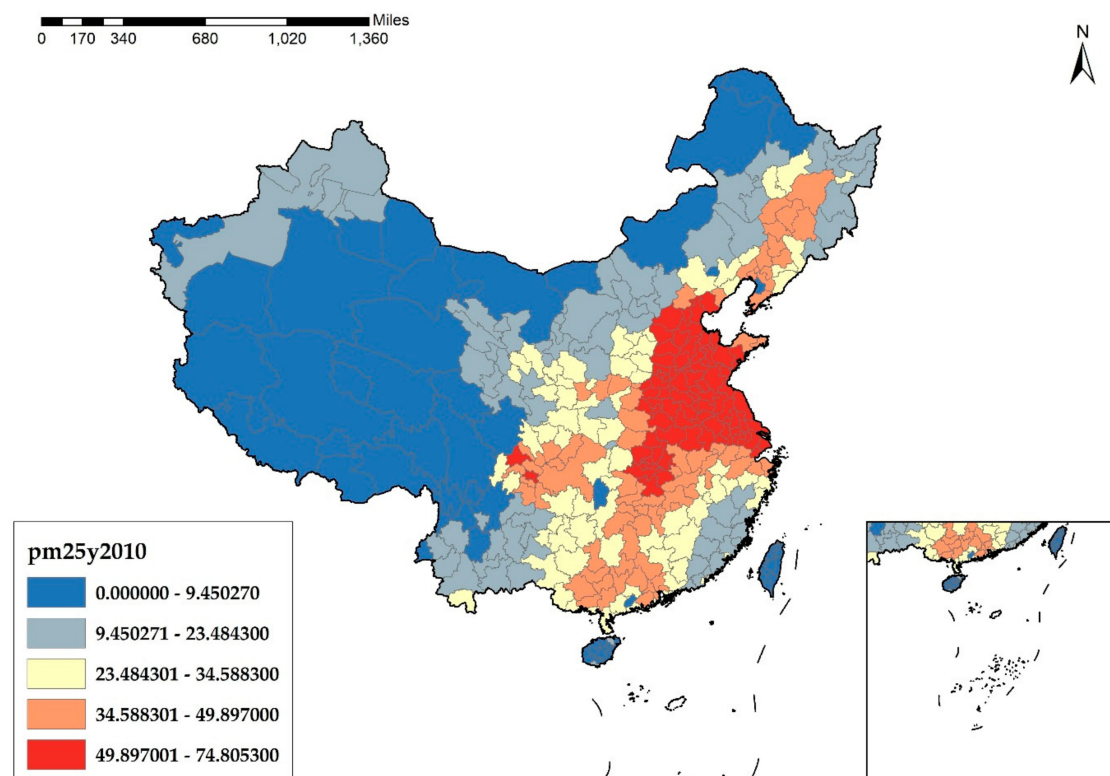 Miles
0 170 340 680 1,020 1,360
N
pm25y2010
0.000000 - 9.450270
9.450271 - 23.484300
23.484301 - 34.588300
34.588301 - 49.897000
49.897001 - 74.805300